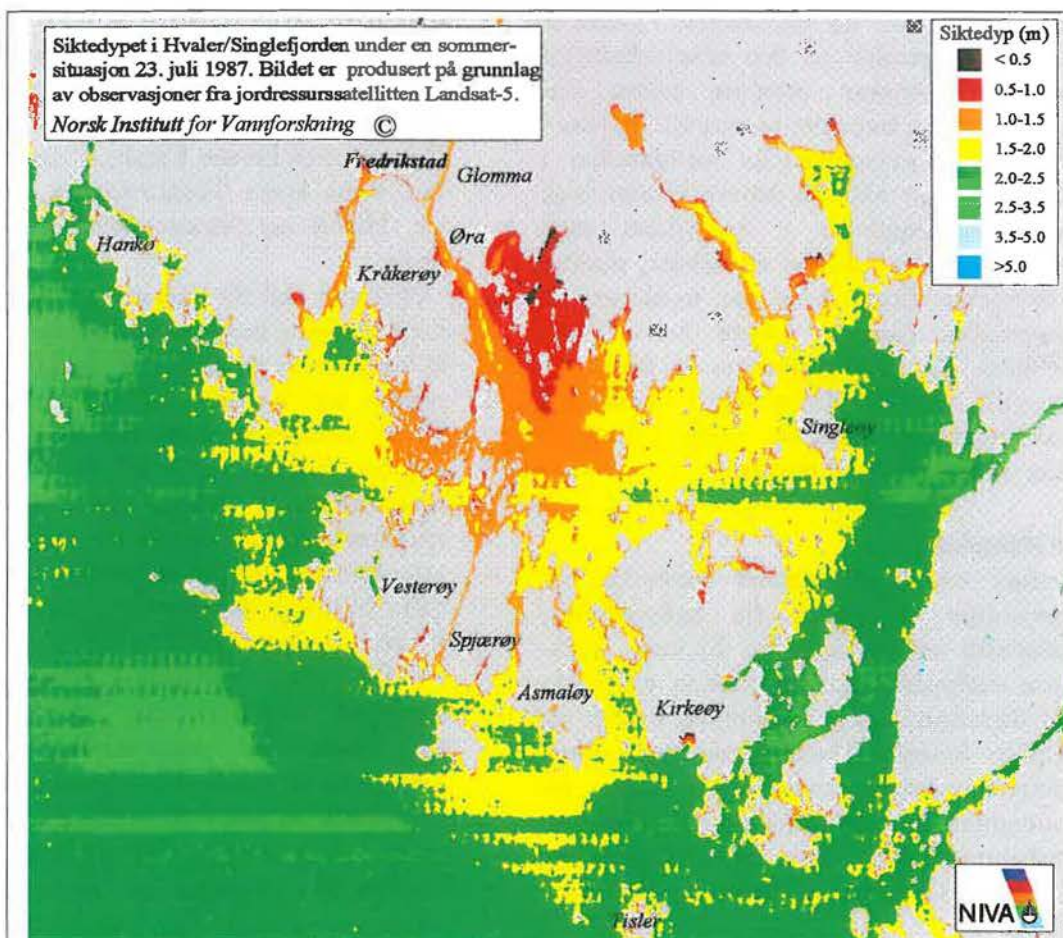 Siktedypet i Hvaler/Singlefjorden under en sommer-
situasjon 23. juli 1987. Bildet er produsert på grunnlag
av observasjoner fra jordressurssatellitten Landsat-5.
Norsk Institutt for Vannforskning ©
Siktedyp (m)
< 0.5
0.5-1.0
1.0-1.5
1.5-2.0
2.0-2.5
2.5-3.5
3.5-5.0
>5.0
Fredrikstad
Glomma
Øra
Hankø
Kråkerøy
Singleøy
Vesterøy
Spjærøy
Asmaløy
Kirkeøy
Tisler
NIVA